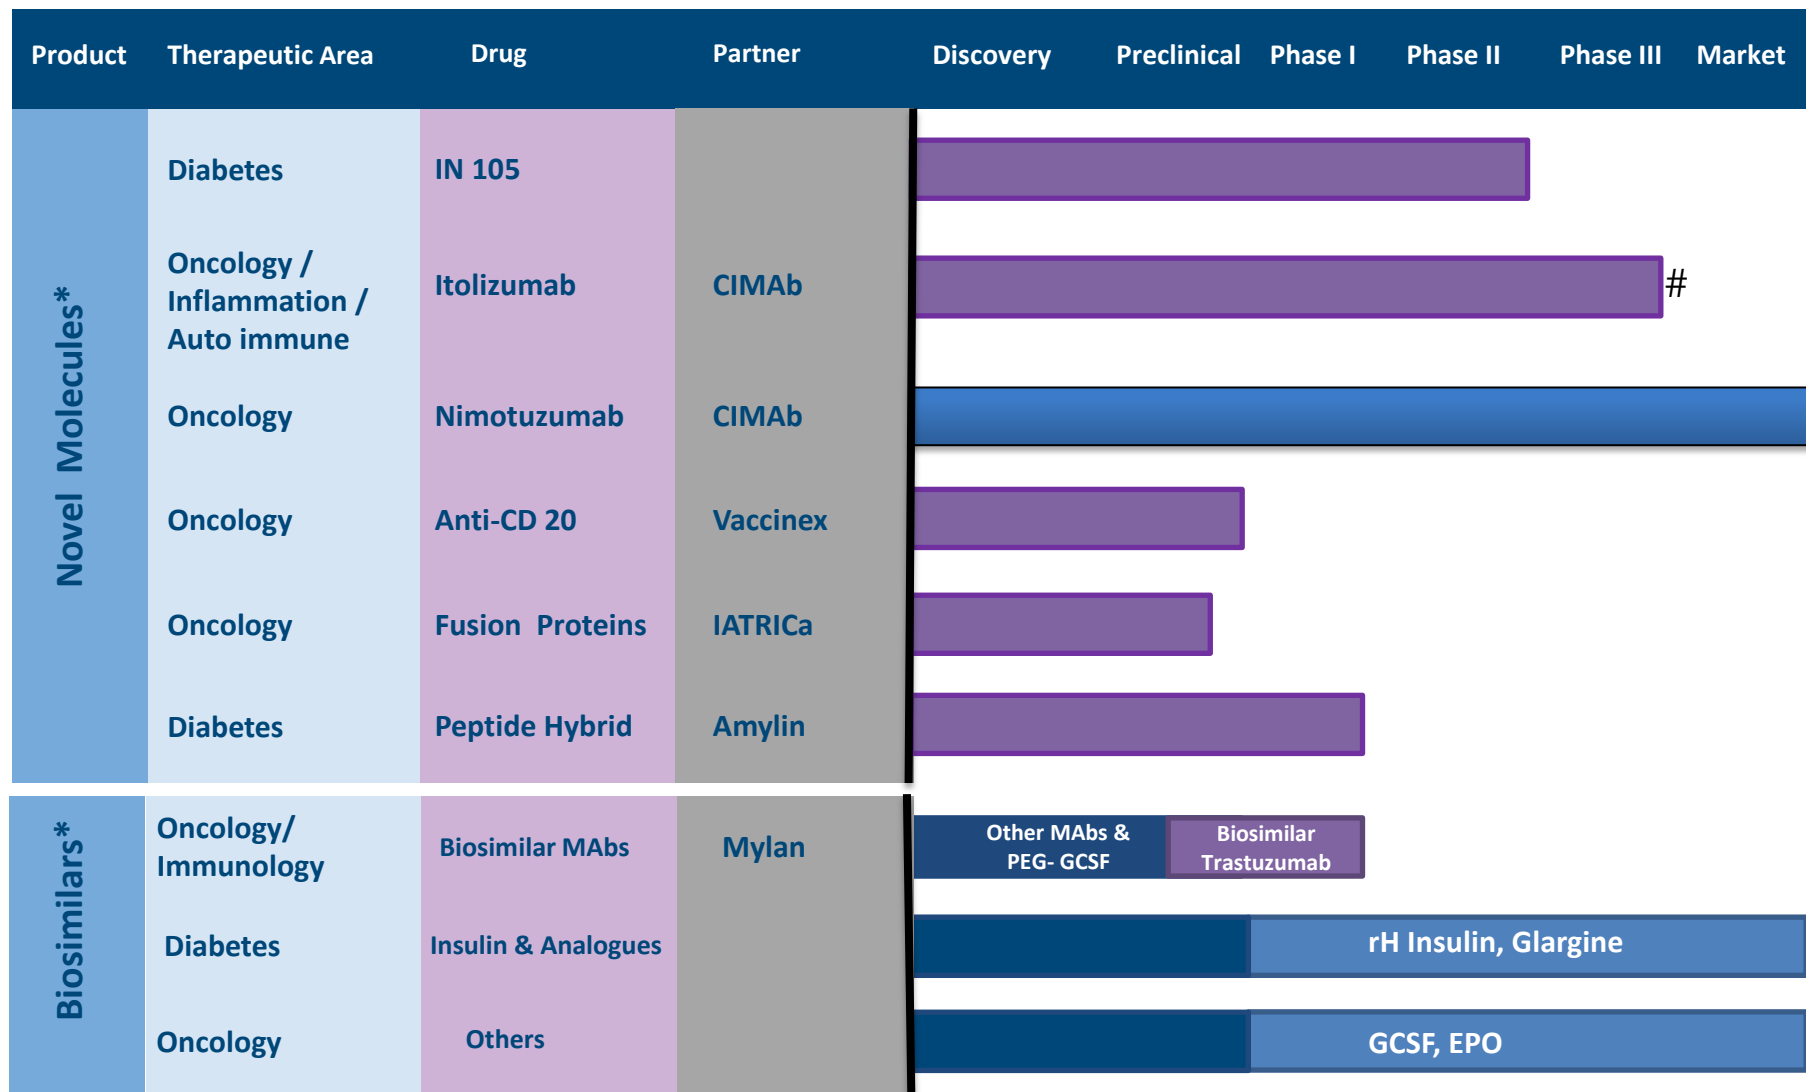 Product Therapeutic Area Drug Partner Discovery Preclinical Phase I Phase II Phase III Market
Novel Molecules*
Diabetes IN 105
Oncology /
Inflammation /
Auto immune
Itolizumab CIMAb #
Oncology Nimotuzumab CIMAb
Oncology Anti-CD 20 Vaccinex
Oncology Fusion Proteins IATRICa
Diabetes Peptide Hybrid Amylin
Biosimilars*
Oncology/
Immunology
Biosimilar MAbs Mylan
Other MAbs &
PEG- GCSF
Biosimilar
Trastuzumab
Diabetes Insulin & Analogues rH Insulin, Glargine
Oncology Others GCSF, EPO